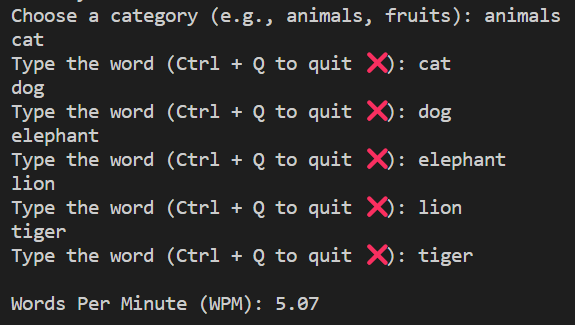 Choose a category (e.g., animals, fruits): animals
cat
Type the word (Ctrl + Q to quit ❌): cat
dog
Type the word (Ctrl + Q to quit ❌): dog
elephant
Type the word (Ctrl + Q to quit ❌): elephant
lion
Type the word (Ctrl + Q to quit ❌): lion
tiger
Type the word (Ctrl + Q to quit ❌): tiger
Words Per Minute (WPM): 5.07